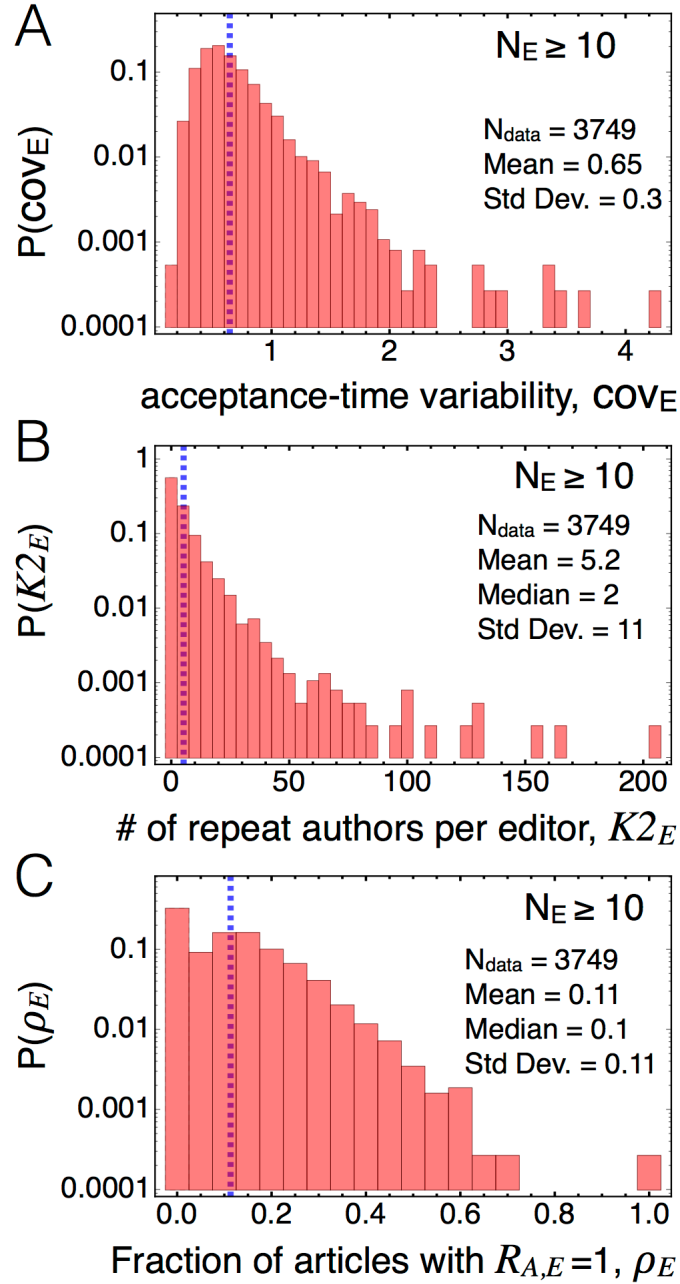 A
N_E ≥ 10
N_data = 3749
Mean = 0.65
Std Dev. = 0.3
P(cov_E)
0.1
0.01
0.001
0.0001
1 2 3 4
acceptance-time variability, cov_E
B
N_E ≥ 10
N_data = 3749
Mean = 5.2
Median = 2
Std Dev. = 11
P(K2_E)
1
0.1
0.01
0.001
0.0001
0 50 100 150 200
# of repeat authors per editor, K2_E
C
N_E ≥ 10
N_data = 3749
Mean = 0.11
Median = 0.1
Std Dev. = 0.11
P(ρ_E)
0.1
0.01
0.001
0.0001
0.0 0.2 0.4 0.6 0.8 1.0
Fraction of articles with R_A,E =1, ρ_E